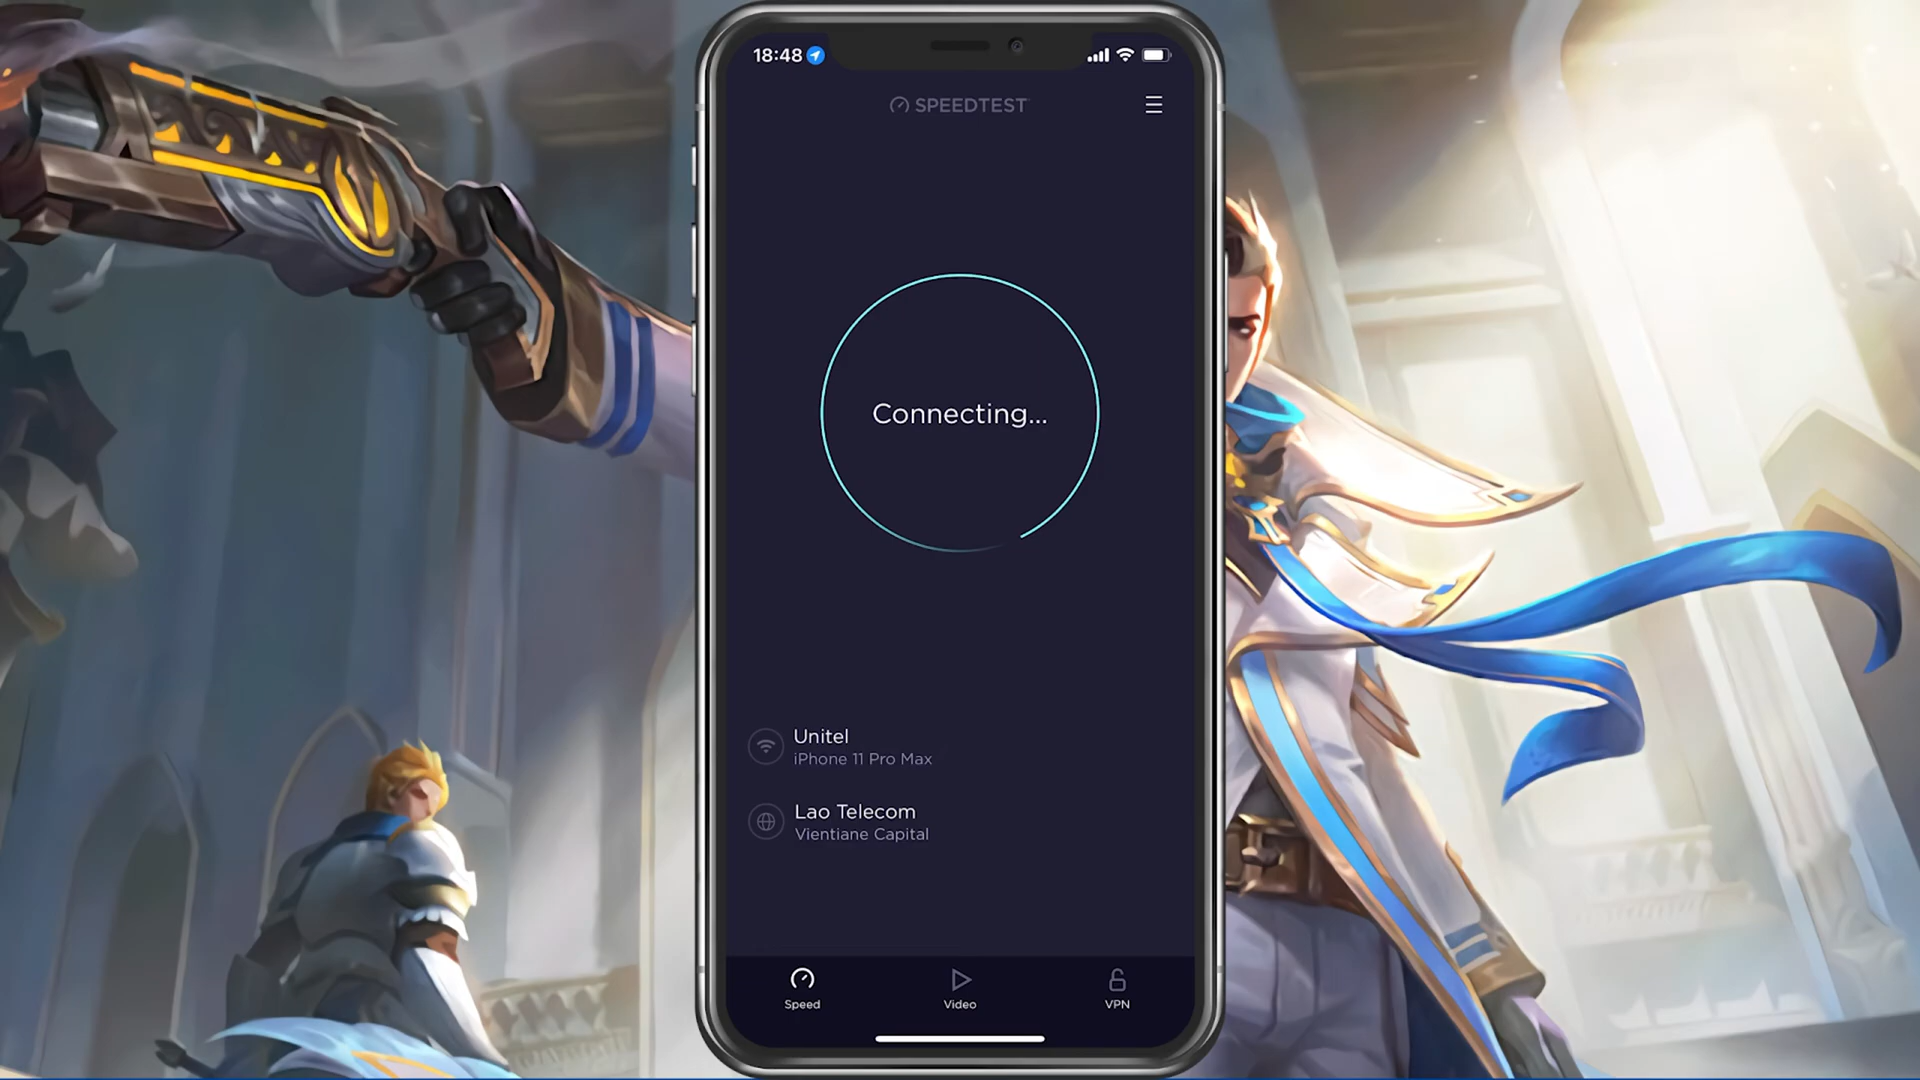 18:48
SPEEDTEST
Connecting...
Unitel
iPhone 11 Pro Max
Lao Telecom
Vientiane Capital
Speed
Video
VPN